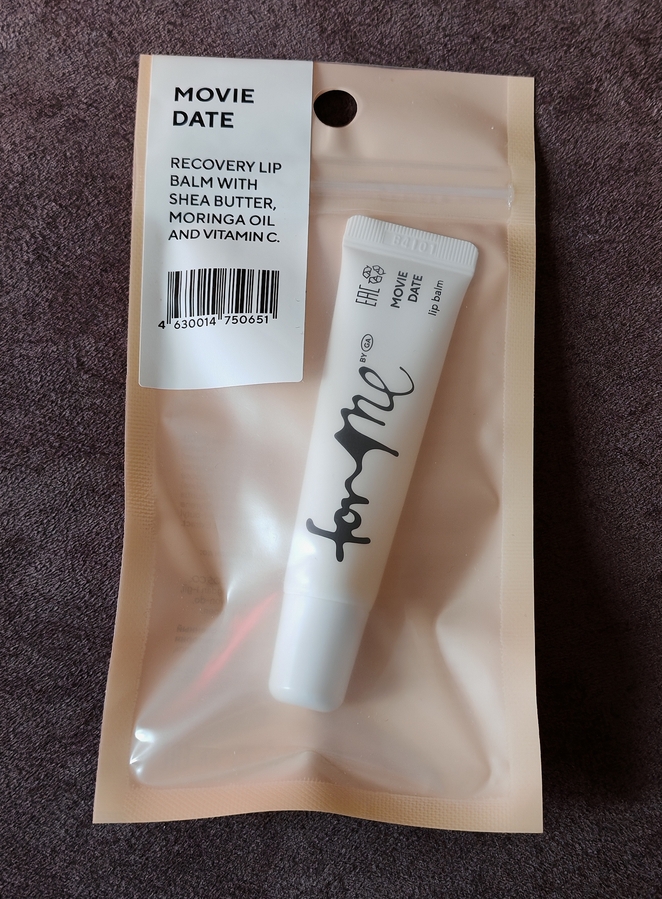 MOVIE
DATE
RECOVERY LIP
BALM WITH
SHEA BUTTER,
MORINGA OIL
AND VITAMIN C.
4 630014 750651
EAC
MOVIE
DATE
lip balm
BY GA
for Me